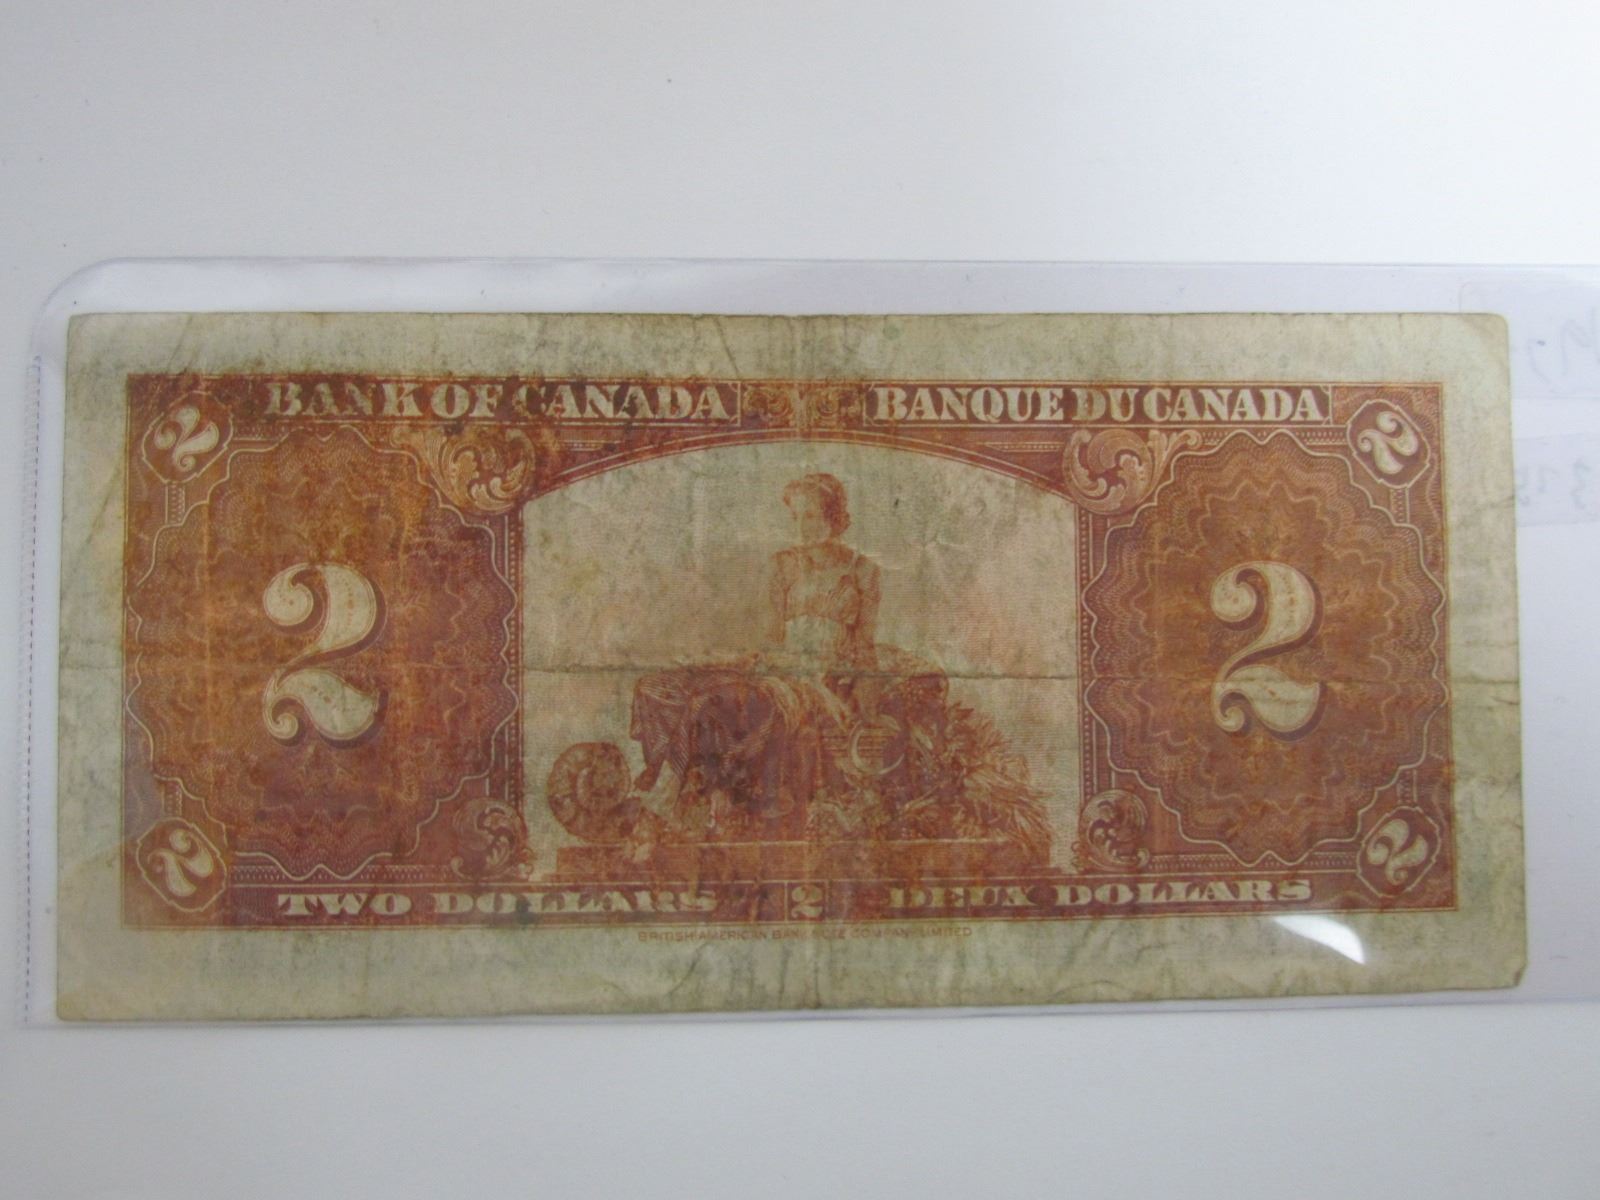 BANK OF CANADA BANQUE DU CANADA
2 2
2 2
2 2
TWO DOLLARS 2 DEUX DOLLARS
BRITISH AMERICAN BANK NOTE COMPANY LIMITED